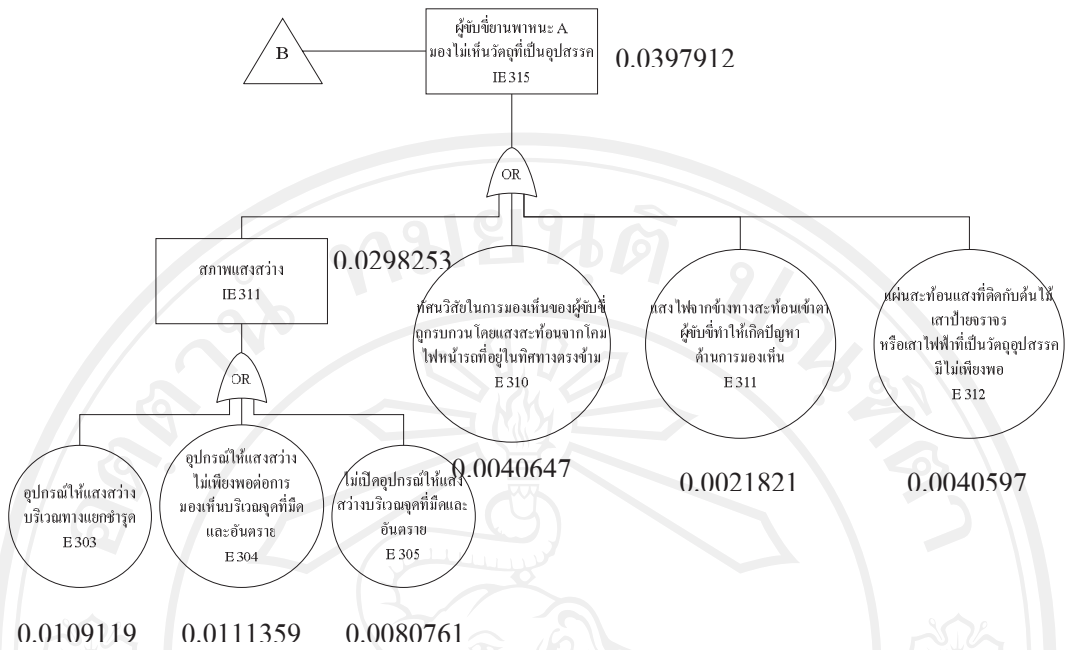 B
ผู้ขับขี่ยานพาหนะ A
มองไม่เห็นวัตถุที่เป็นอุปสรรค
IE 315
0.0397912
OR
สภาพแสงสว่าง
IE 311
0.0298253
ทัศนวิสัยในการมองเห็นของผู้ขับขี่
ถูกรบกวนโดยแสงสะท้อนจากโคม
ไฟหน้ารถที่อยู่ในทิศทางตรงข้าม
E 310
แสงไฟจากข้างทางสะท้อนเข้าตา
ผู้ขับขี่ทำให้เกิดปัญหา
ด้านการมองเห็น
E 311
แผ่นสะท้อนแสงที่ติดกับต้นไม้
เสาป้ายจราจร
หรือเสาไฟฟ้าที่เป็นวัตถุอุปสรรค
มีไม่เพียงพอ
E 312
OR
0.0040647
0.0021821
0.0040597
อุปกรณ์ให้แสงสว่าง
บริเวณทางแยกชำรุด
E 303
อุปกรณ์ให้แสงสว่าง
ไม่เพียงพอต่อการ
มองเห็นบริเวณจุดที่มืด
และอันตราย
E 304
ไม่เปิดอุปกรณ์ให้แสง
สว่างบริเวณจุดที่มืดและ
อันตราย
E 305
0.0109119
0.0111359
0.0080761